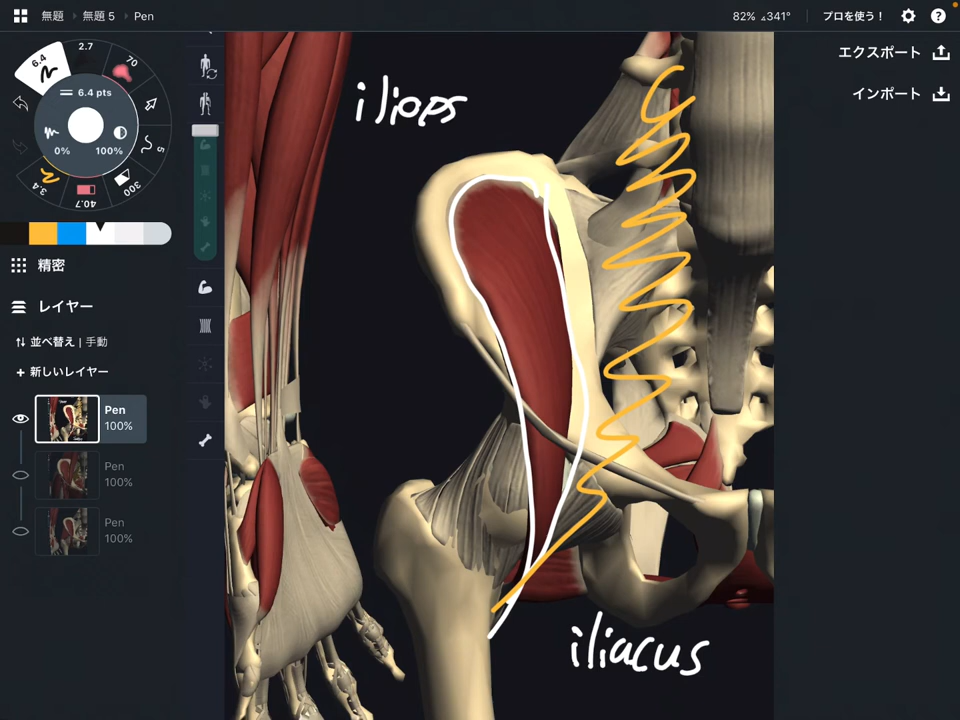 無題 無題 5 Pen
82% ⊿341° プロを使う！
エクスポート
インポート
2.7
6.4
70
6.4 pts
0% 100%
5
3.4
40.7
300
精密
レイヤー
並べ替え | 手動
+ 新しいレイヤー
Pen
100%
Pen
100%
Pen
100%
iliops
iliacus